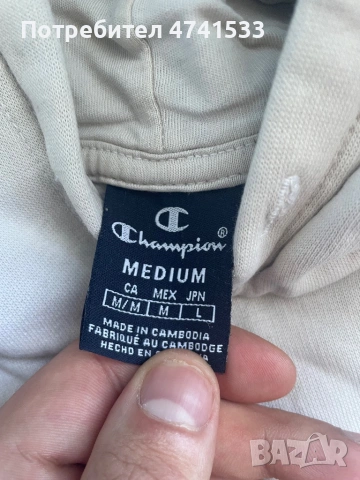 Потребител 4741533
Champion®
MEDIUM
CA MEX JPN
M/M M L
MADE IN CAMBODIA
FABRIQUÉ AU CAMBODGE
HECHO EN
BAZAR